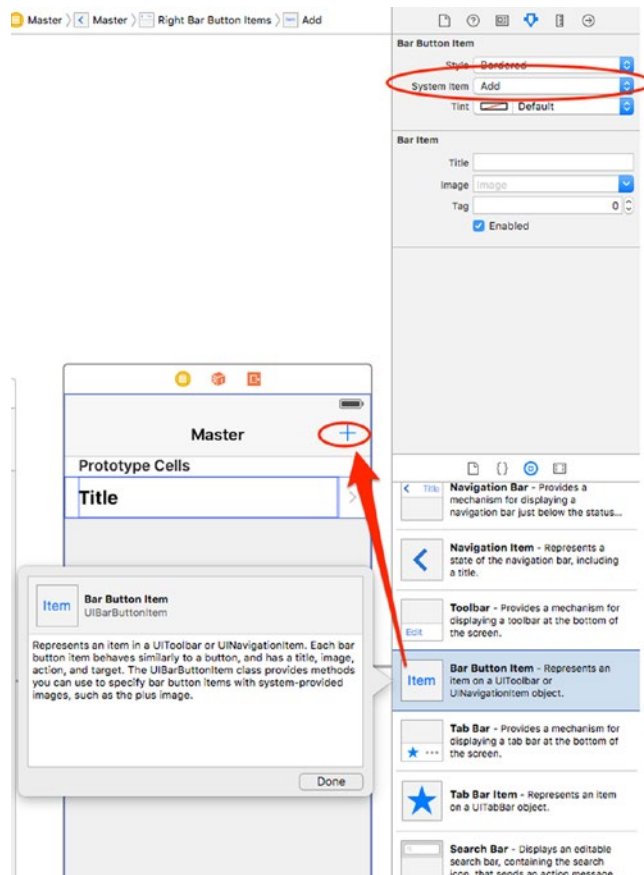 Master › < Master › Right Bar Button Items › Add
Bar Button Item
Style Bordered
System Item Add
Tint Default
Bar Item
Title
Image Image
Tag 0
Enabled
Master
Prototype Cells
Title
Item
Bar Button Item
UIBarButtonItem
Represents an item in a UIToolbar or UINavigationItem. Each bar
button item behaves similarly to a button, and has a title, image,
action, and target. The UIBarButtonItem class provides methods
you can use to specify bar button items with system-provided
images, such as the plus image.
Done
Title
Navigation Bar - Provides a
mechanism for displaying a
navigation bar just below the status...
Navigation Item - Represents a
state of the navigation bar, including
a title.
Edit
Toolbar - Provides a mechanism for
displaying a toolbar at the bottom of
the screen.
Item
Bar Button Item - Represents an
item on a UIToolbar or
UINavigationItem object.
Tab Bar - Provides a mechanism for
displaying a tab bar at the bottom of
the screen.
Tab Bar Item - Represents an item
on a UITabBar object.
Search Bar - Displays an editable
search bar, containing the search
icon, that sends an action message